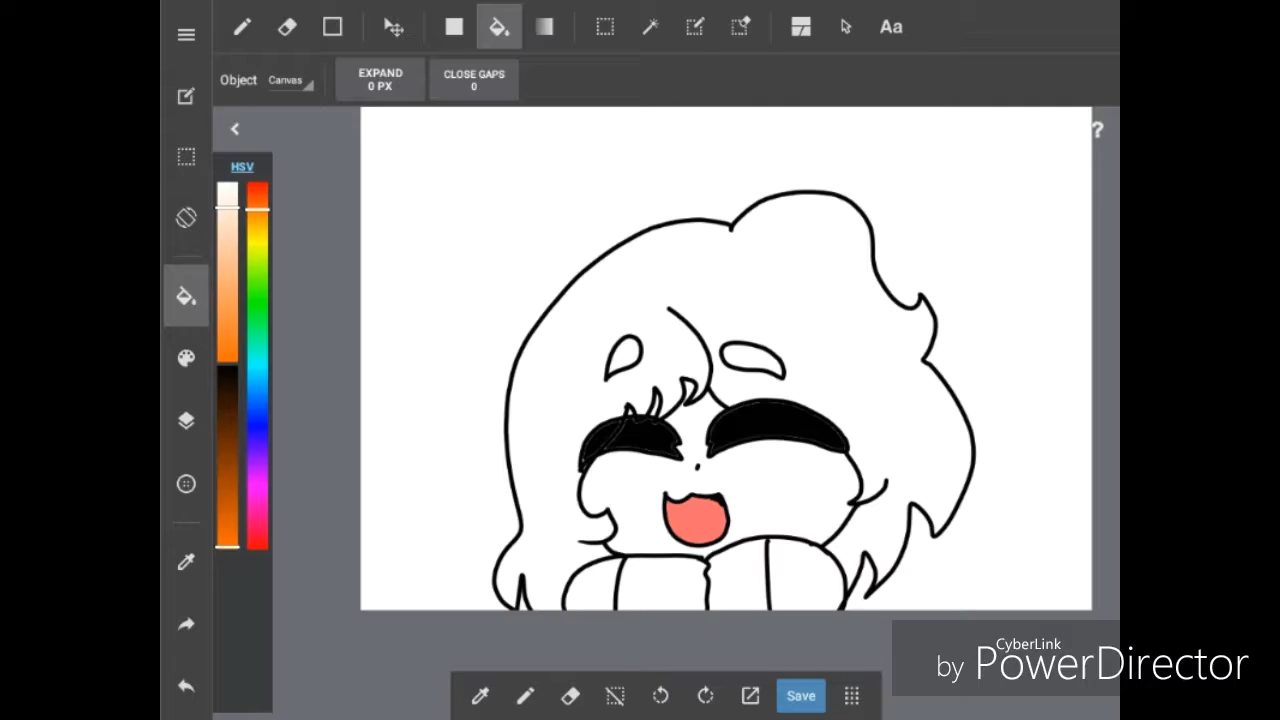 Aa
Object Canvas
EXPAND
0 PX
CLOSE GAPS
0
?
HSV
Save
CyberLink
by PowerDirector